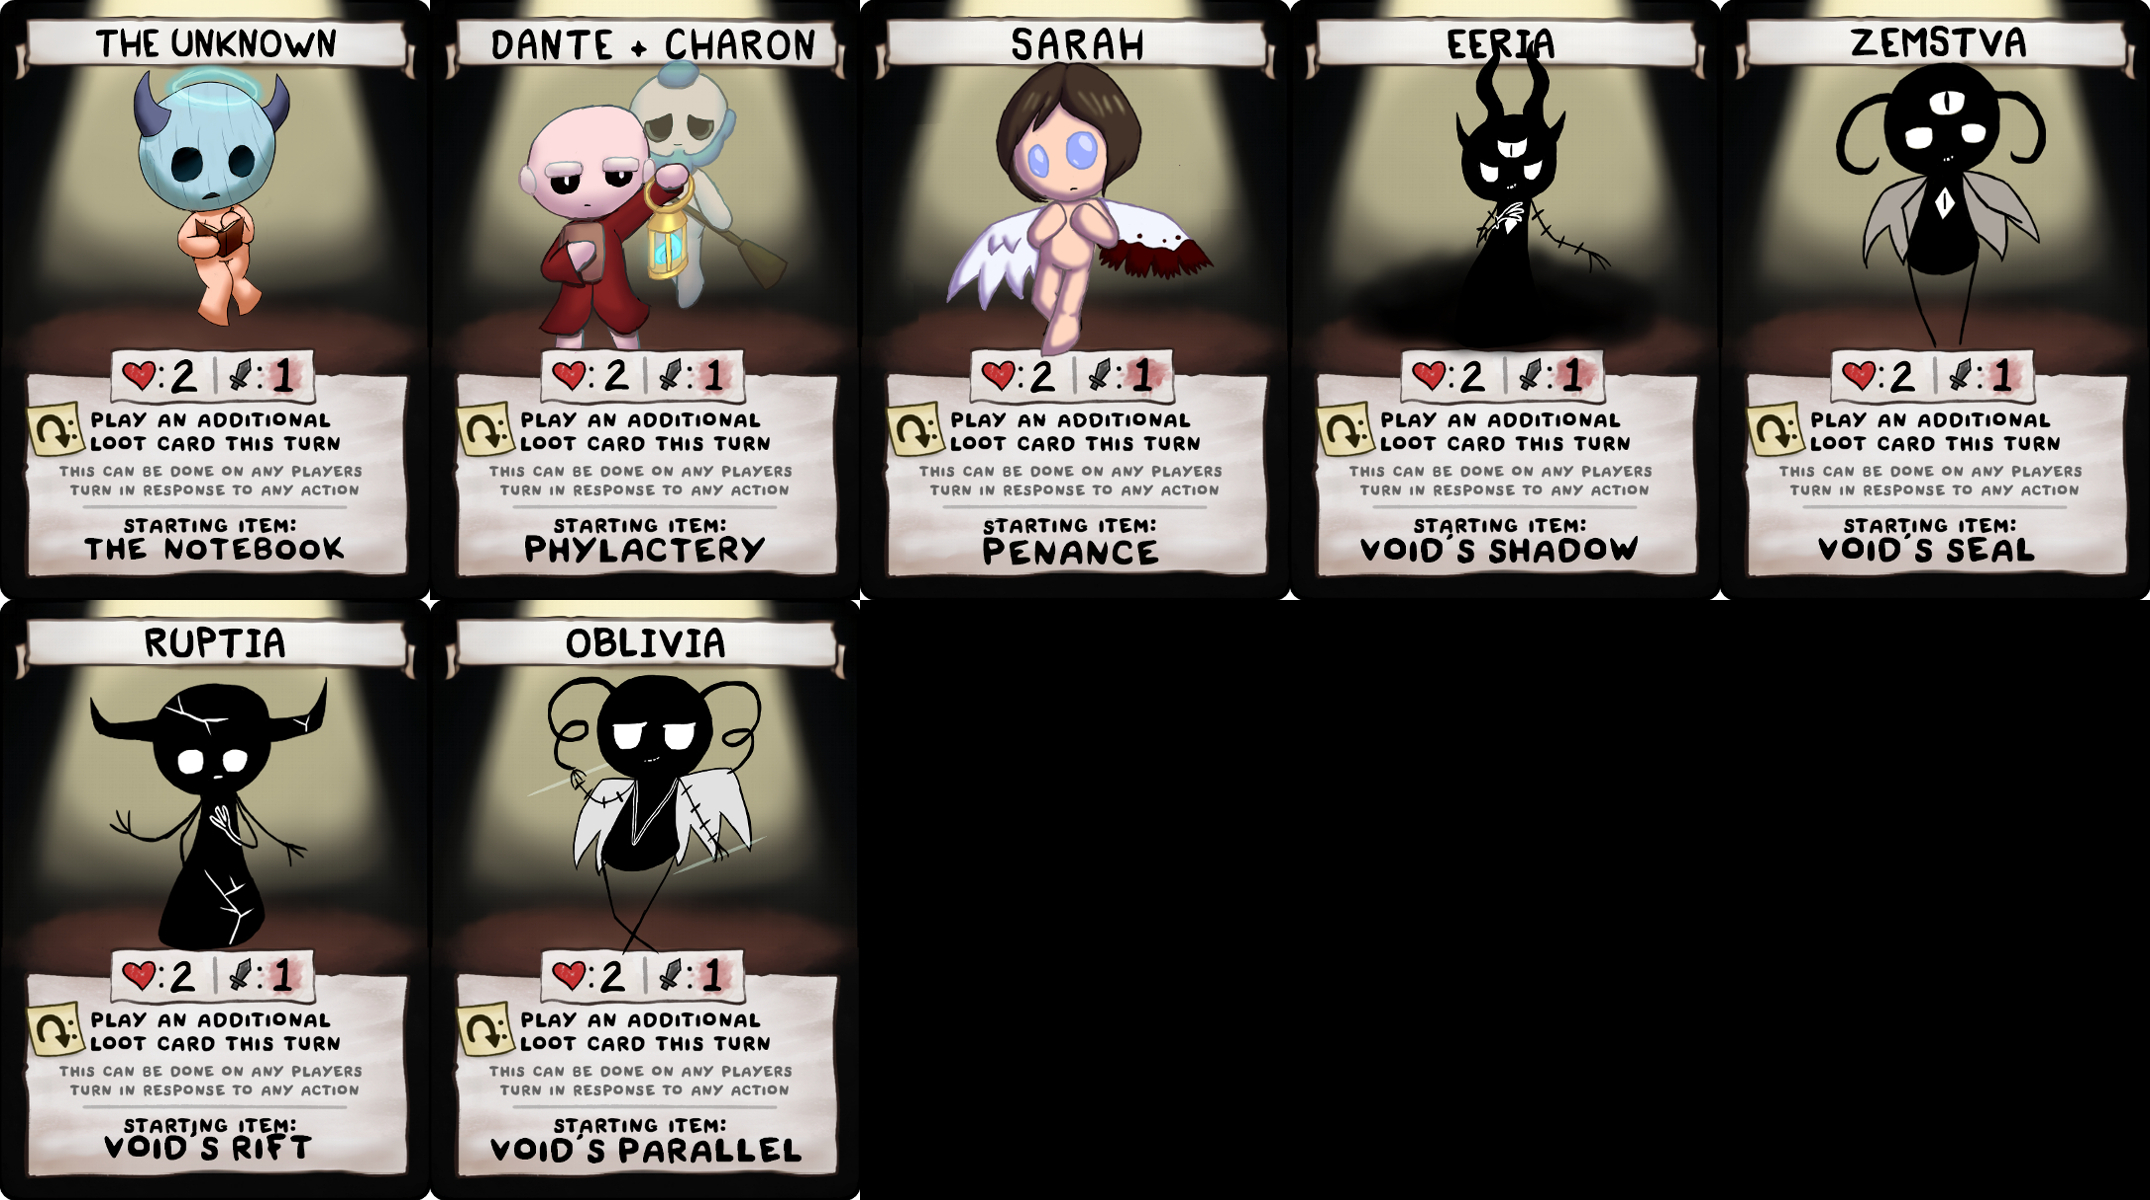 THE UNKNOWN
♥: 2 | 🗡: 1
PLAY AN ADDITIONAL
LOOT CARD THIS TURN
THIS CAN BE DONE ON ANY PLAYERS
TURN IN RESPONSE TO ANY ACTION
STARTING ITEM:
THE NOTEBOOK
DANTE + CHARON
♥: 2 | 🗡: 1
PLAY AN ADDITIONAL
LOOT CARD THIS TURN
THIS CAN BE DONE ON ANY PLAYERS
TURN IN RESPONSE TO ANY ACTION
STARTING ITEM:
PHYLACTERY
SARAH
♥: 2 | 🗡: 1
PLAY AN ADDITIONAL
LOOT CARD THIS TURN
THIS CAN BE DONE ON ANY PLAYERS
TURN IN RESPONSE TO ANY ACTION
STARTING ITEM:
PENANCE
EERIA
♥: 2 | 🗡: 1
PLAY AN ADDITIONAL
LOOT CARD THIS TURN
THIS CAN BE DONE ON ANY PLAYERS
TURN IN RESPONSE TO ANY ACTION
STARTING ITEM:
VOID'S SHADOW
ZEMSTVA
♥: 2 | 🗡: 1
PLAY AN ADDITIONAL
LOOT CARD THIS TURN
THIS CAN BE DONE ON ANY PLAYERS
TURN IN RESPONSE TO ANY ACTION
STARTING ITEM:
VOID'S SEAL
RUPTIA
♥: 2 | 🗡: 1
PLAY AN ADDITIONAL
LOOT CARD THIS TURN
THIS CAN BE DONE ON ANY PLAYERS
TURN IN RESPONSE TO ANY ACTION
STARTING ITEM:
VOID'S RIFT
OBLIVIA
♥: 2 | 🗡: 1
PLAY AN ADDITIONAL
LOOT CARD THIS TURN
THIS CAN BE DONE ON ANY PLAYERS
TURN IN RESPONSE TO ANY ACTION
STARTING ITEM:
VOID'S PARALLEL